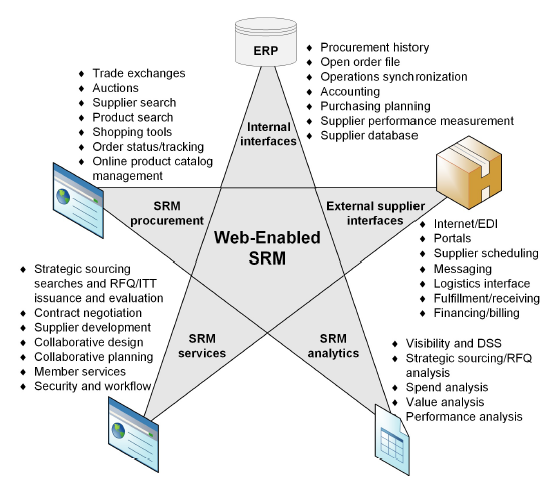 ERP
♦ Procurement history
♦ Open order file
♦ Operations synchronization
♦ Accounting
♦ Purchasing planning
♦ Supplier performance measurement
♦ Supplier database
♦ Trade exchanges
♦ Auctions
♦ Supplier search
♦ Product search
♦ Shopping tools
♦ Order status/tracking
♦ Online product catalog
management
Internal
interfaces
SRM
procurement
External supplier
interfaces
Web-Enabled
SRM
♦ Internet/EDI
♦ Portals
♦ Supplier scheduling
♦ Messaging
♦ Logistics interface
♦ Fulfillment/receiving
♦ Financing/billing
♦ Strategic sourcing
searches and RFQ/ITT
issuance and evaluation
♦ Contract negotiation
♦ Supplier development
♦ Collaborative design
♦ Collaborative planning
♦ Member services
♦ Security and workflow
SRM
services
SRM
analytics
♦ Visibility and DSS
♦ Strategic sourcing/RFQ
analysis
♦ Spend analysis
♦ Value analysis
Performance analysis